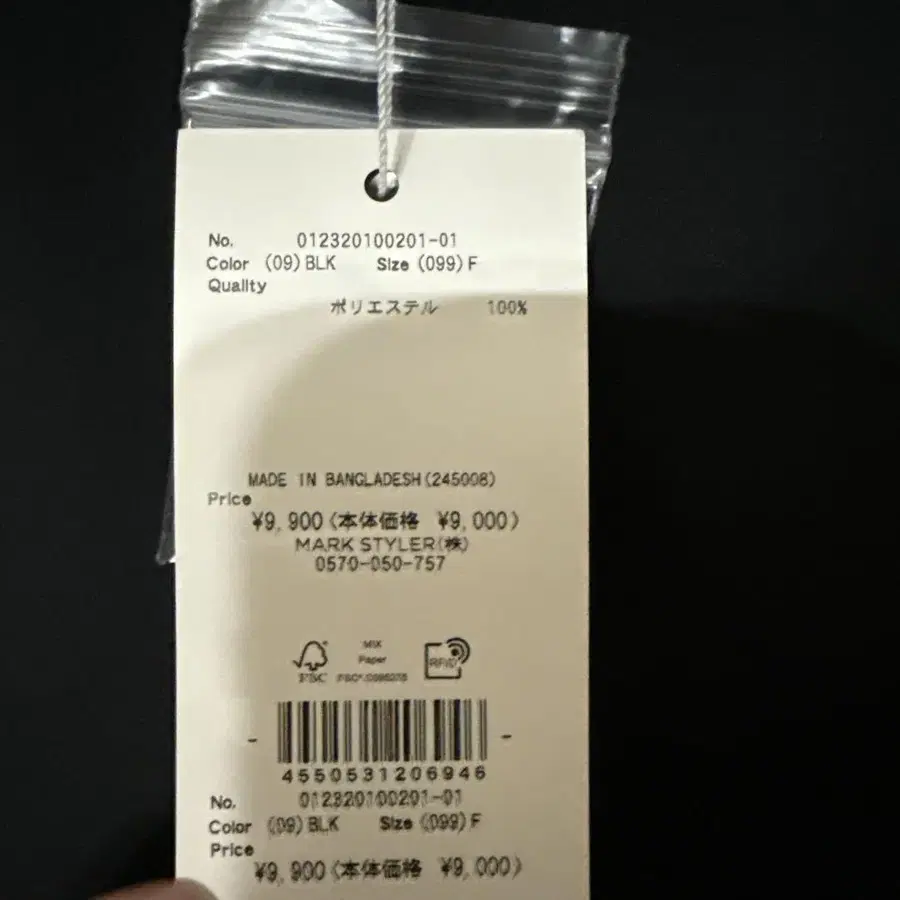 No. 012320100201-01
Color (09)BLK Size (099)F
Quality
ポリエステル 100%
MADE IN BANGLADESH(245008)
Price
¥9,900(本体価格 ¥9,000)
MARK STYLER(株)
0570-050-757
FSC
MIX
Paper
RFID
4550531206946
No. 012320100201-01
Color (09)BLK Size (099)F
Price
¥9,900(本体価格 ¥9,000)